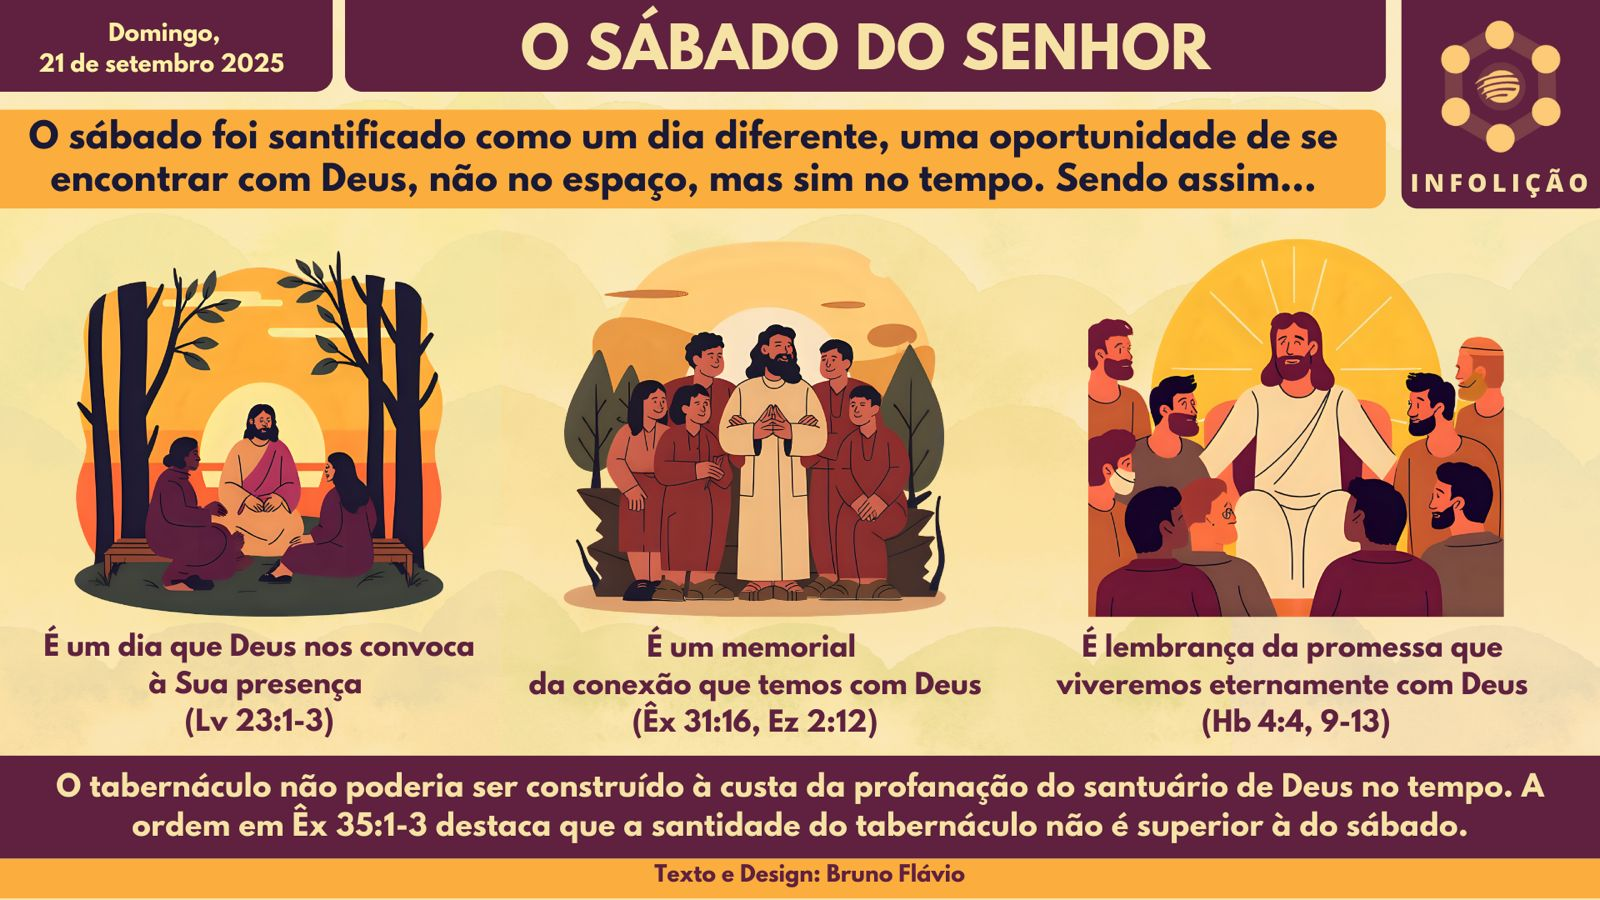 Domingo,
21 de setembro 2025
O SÁBADO DO SENHOR
INFOLIÇÃO
O sábado foi santificado como um dia diferente, uma oportunidade de se
encontrar com Deus, não no espaço, mas sim no tempo. Sendo assim...
É um dia que Deus nos convoca
à Sua presença
(Lv 23:1-3)
É um memorial
da conexão que temos com Deus
(Êx 31:16, Ez 2:12)
É lembrança da promessa que
viveremos eternamente com Deus
(Hb 4:4, 9-13)
O tabernáculo não poderia ser construído à custa da profanação do santuário de Deus no tempo. A
ordem em Êx 35:1-3 destaca que a santidade do tabernáculo não é superior à do sábado.
Texto e Design: Bruno Flávio